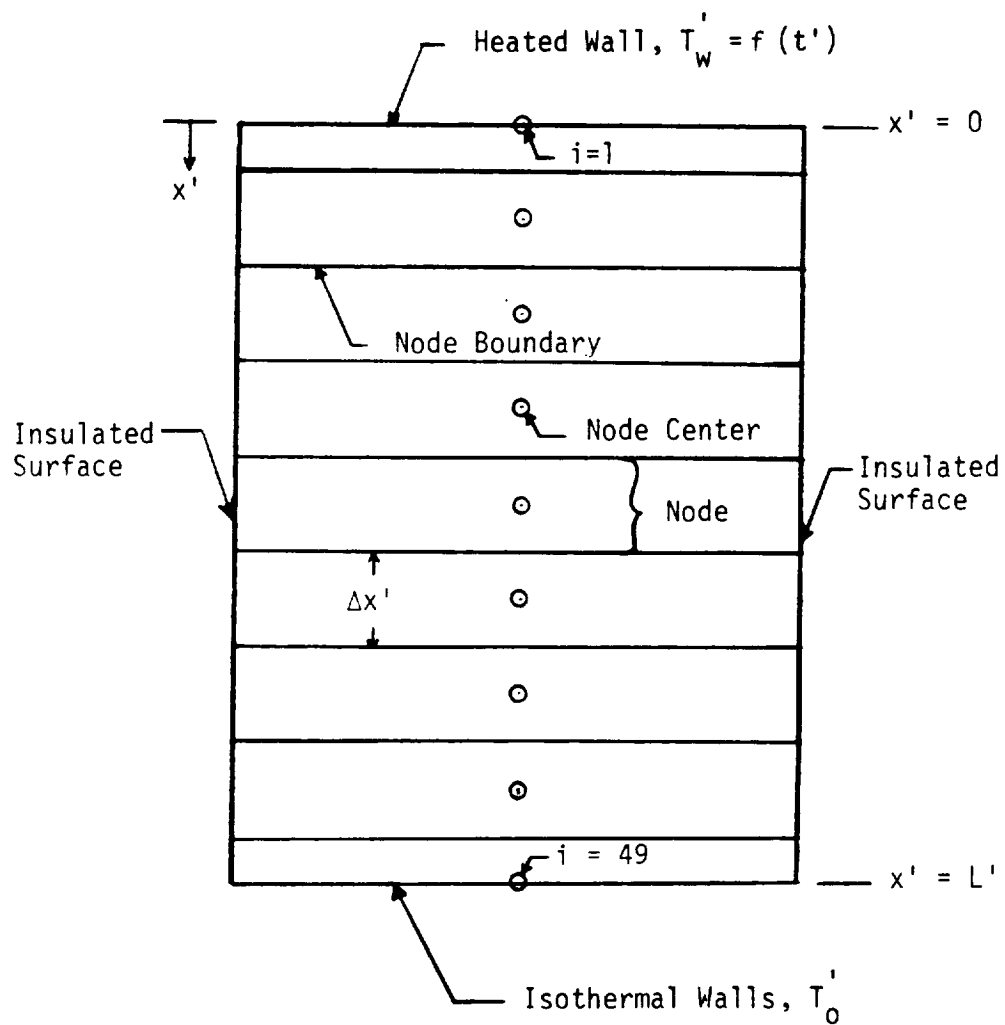 Heated Wall, T'w = f (t')
x' = 0
i=1
x'
Node Boundary
Node Center
Insulated
Surface
Insulated
Surface
Node
Δx'
i = 49
x' = L'
Isothermal Walls, T'o